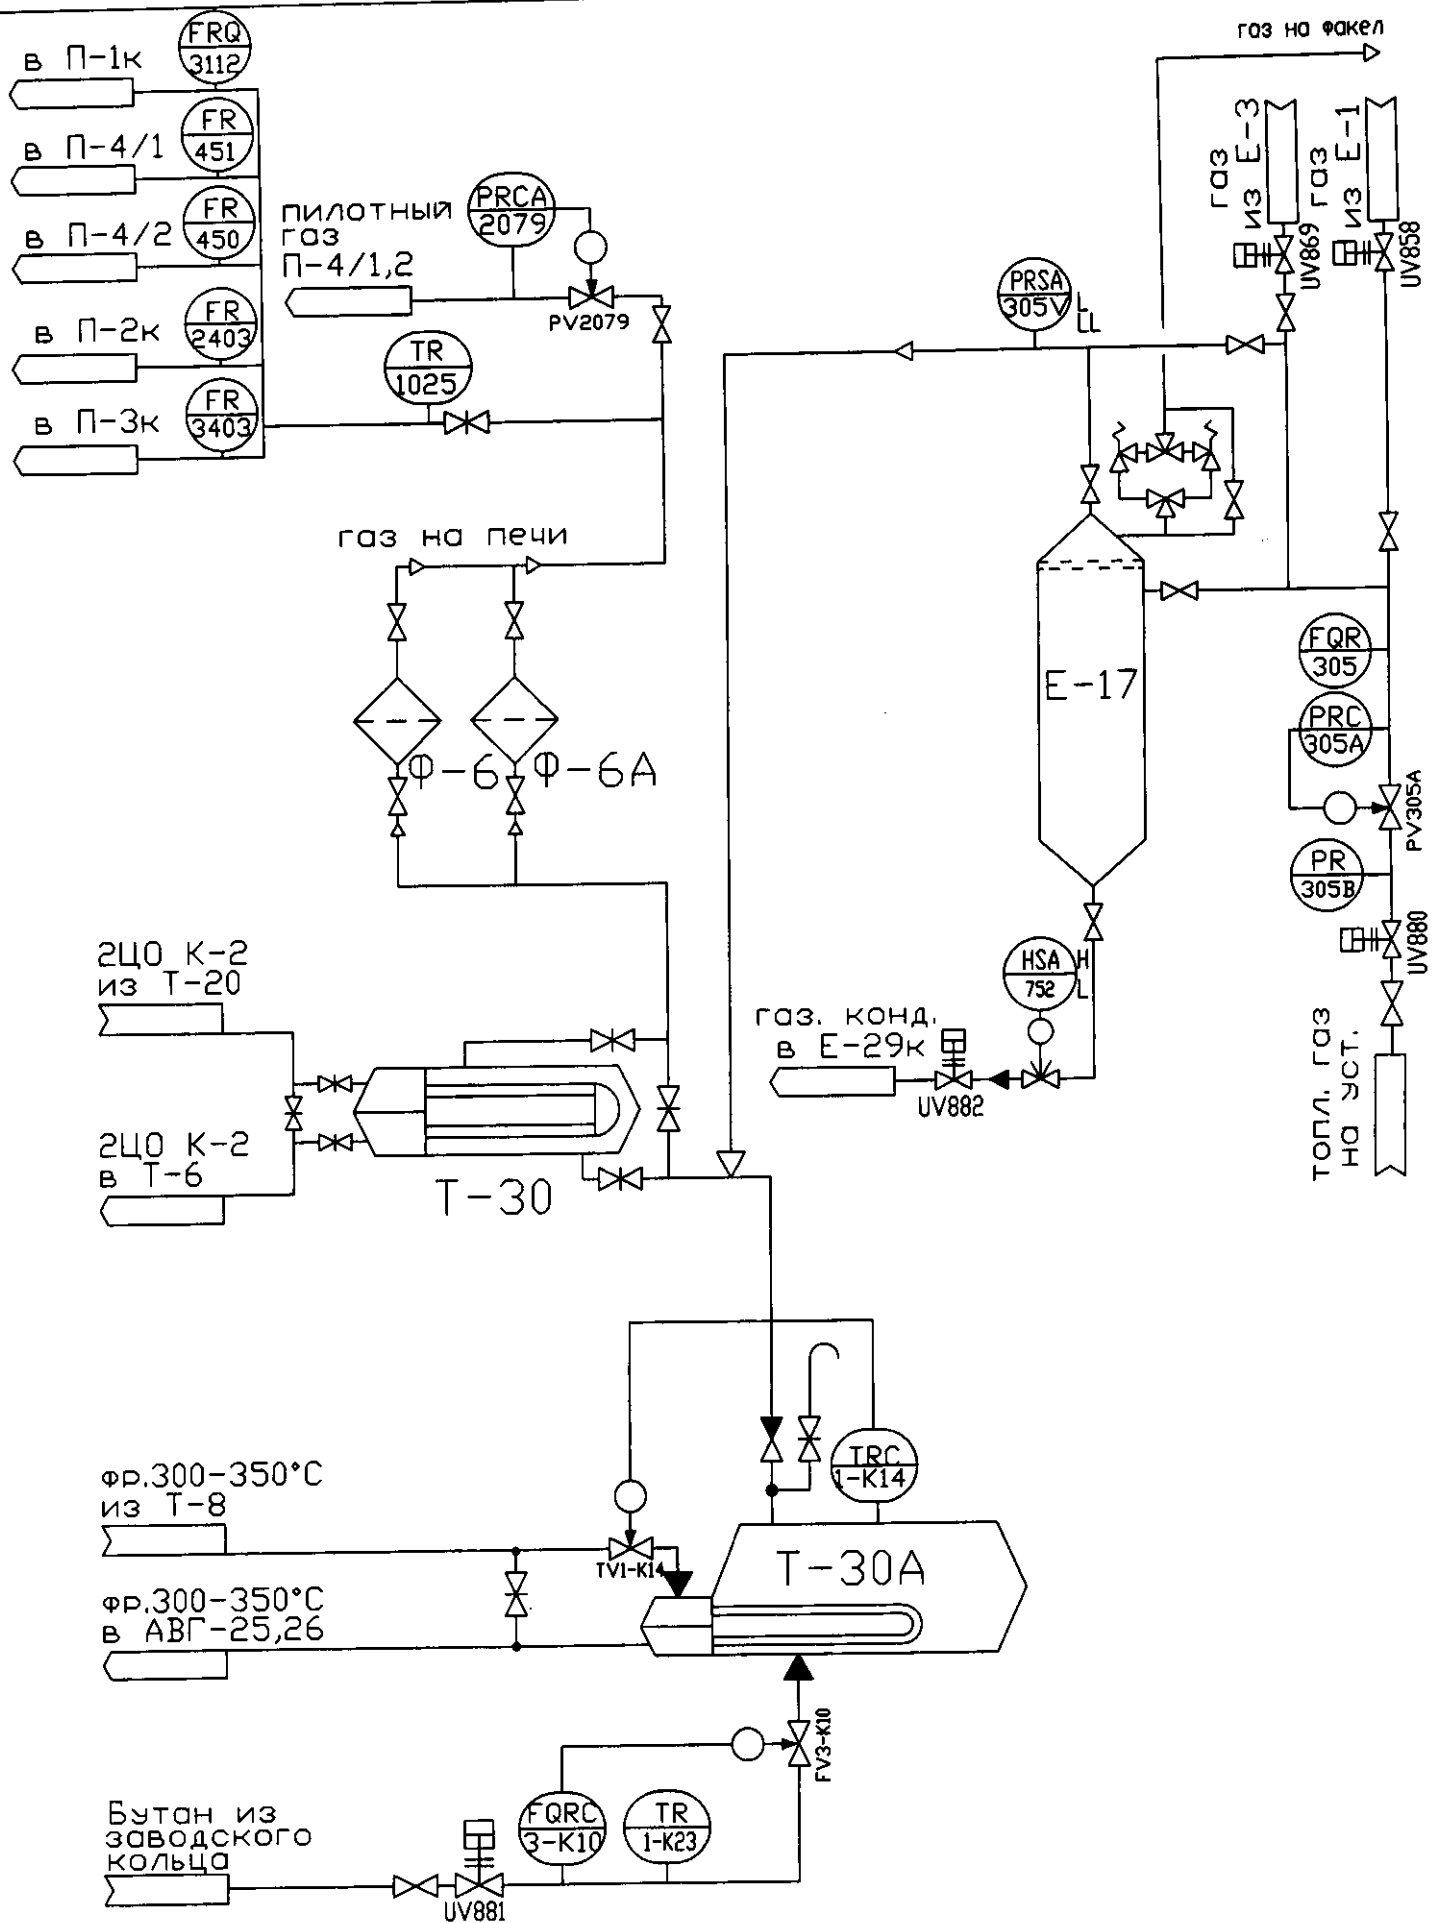 газ на факел
FRQ
3112
в П-1к
FR
451
в П-4/1
FR
450
в П-4/2
FR
2403
в П-2к
FR
3403
в П-3к
PRCA
2079
пилотный
газ
П-4/1,2
PV2079
TR
1025
PRSA
305V
L
LL
газ
из Е-3
UV869
газ
из Е-1
UV858
газ на печи
Ф-6
Ф-6А
Е-17
FQR
305
PRC
305A
PV305A
PR
305B
UV880
топл. газ
на уст.
HSA
752
H
L
газ. конд.
в Е-29к
UV882
2ЦО К-2
из Т-20
2ЦО К-2
в Т-6
Т-30
TRC
1-К14
фр.300-350°С
из Т-8
TV1-К14
Т-30А
фр.300-350°С
в АВГ-25,26
FV3-К10
FQRC
3-К10
TR
1-К23
Бутан из
заводского
кольца
UV881